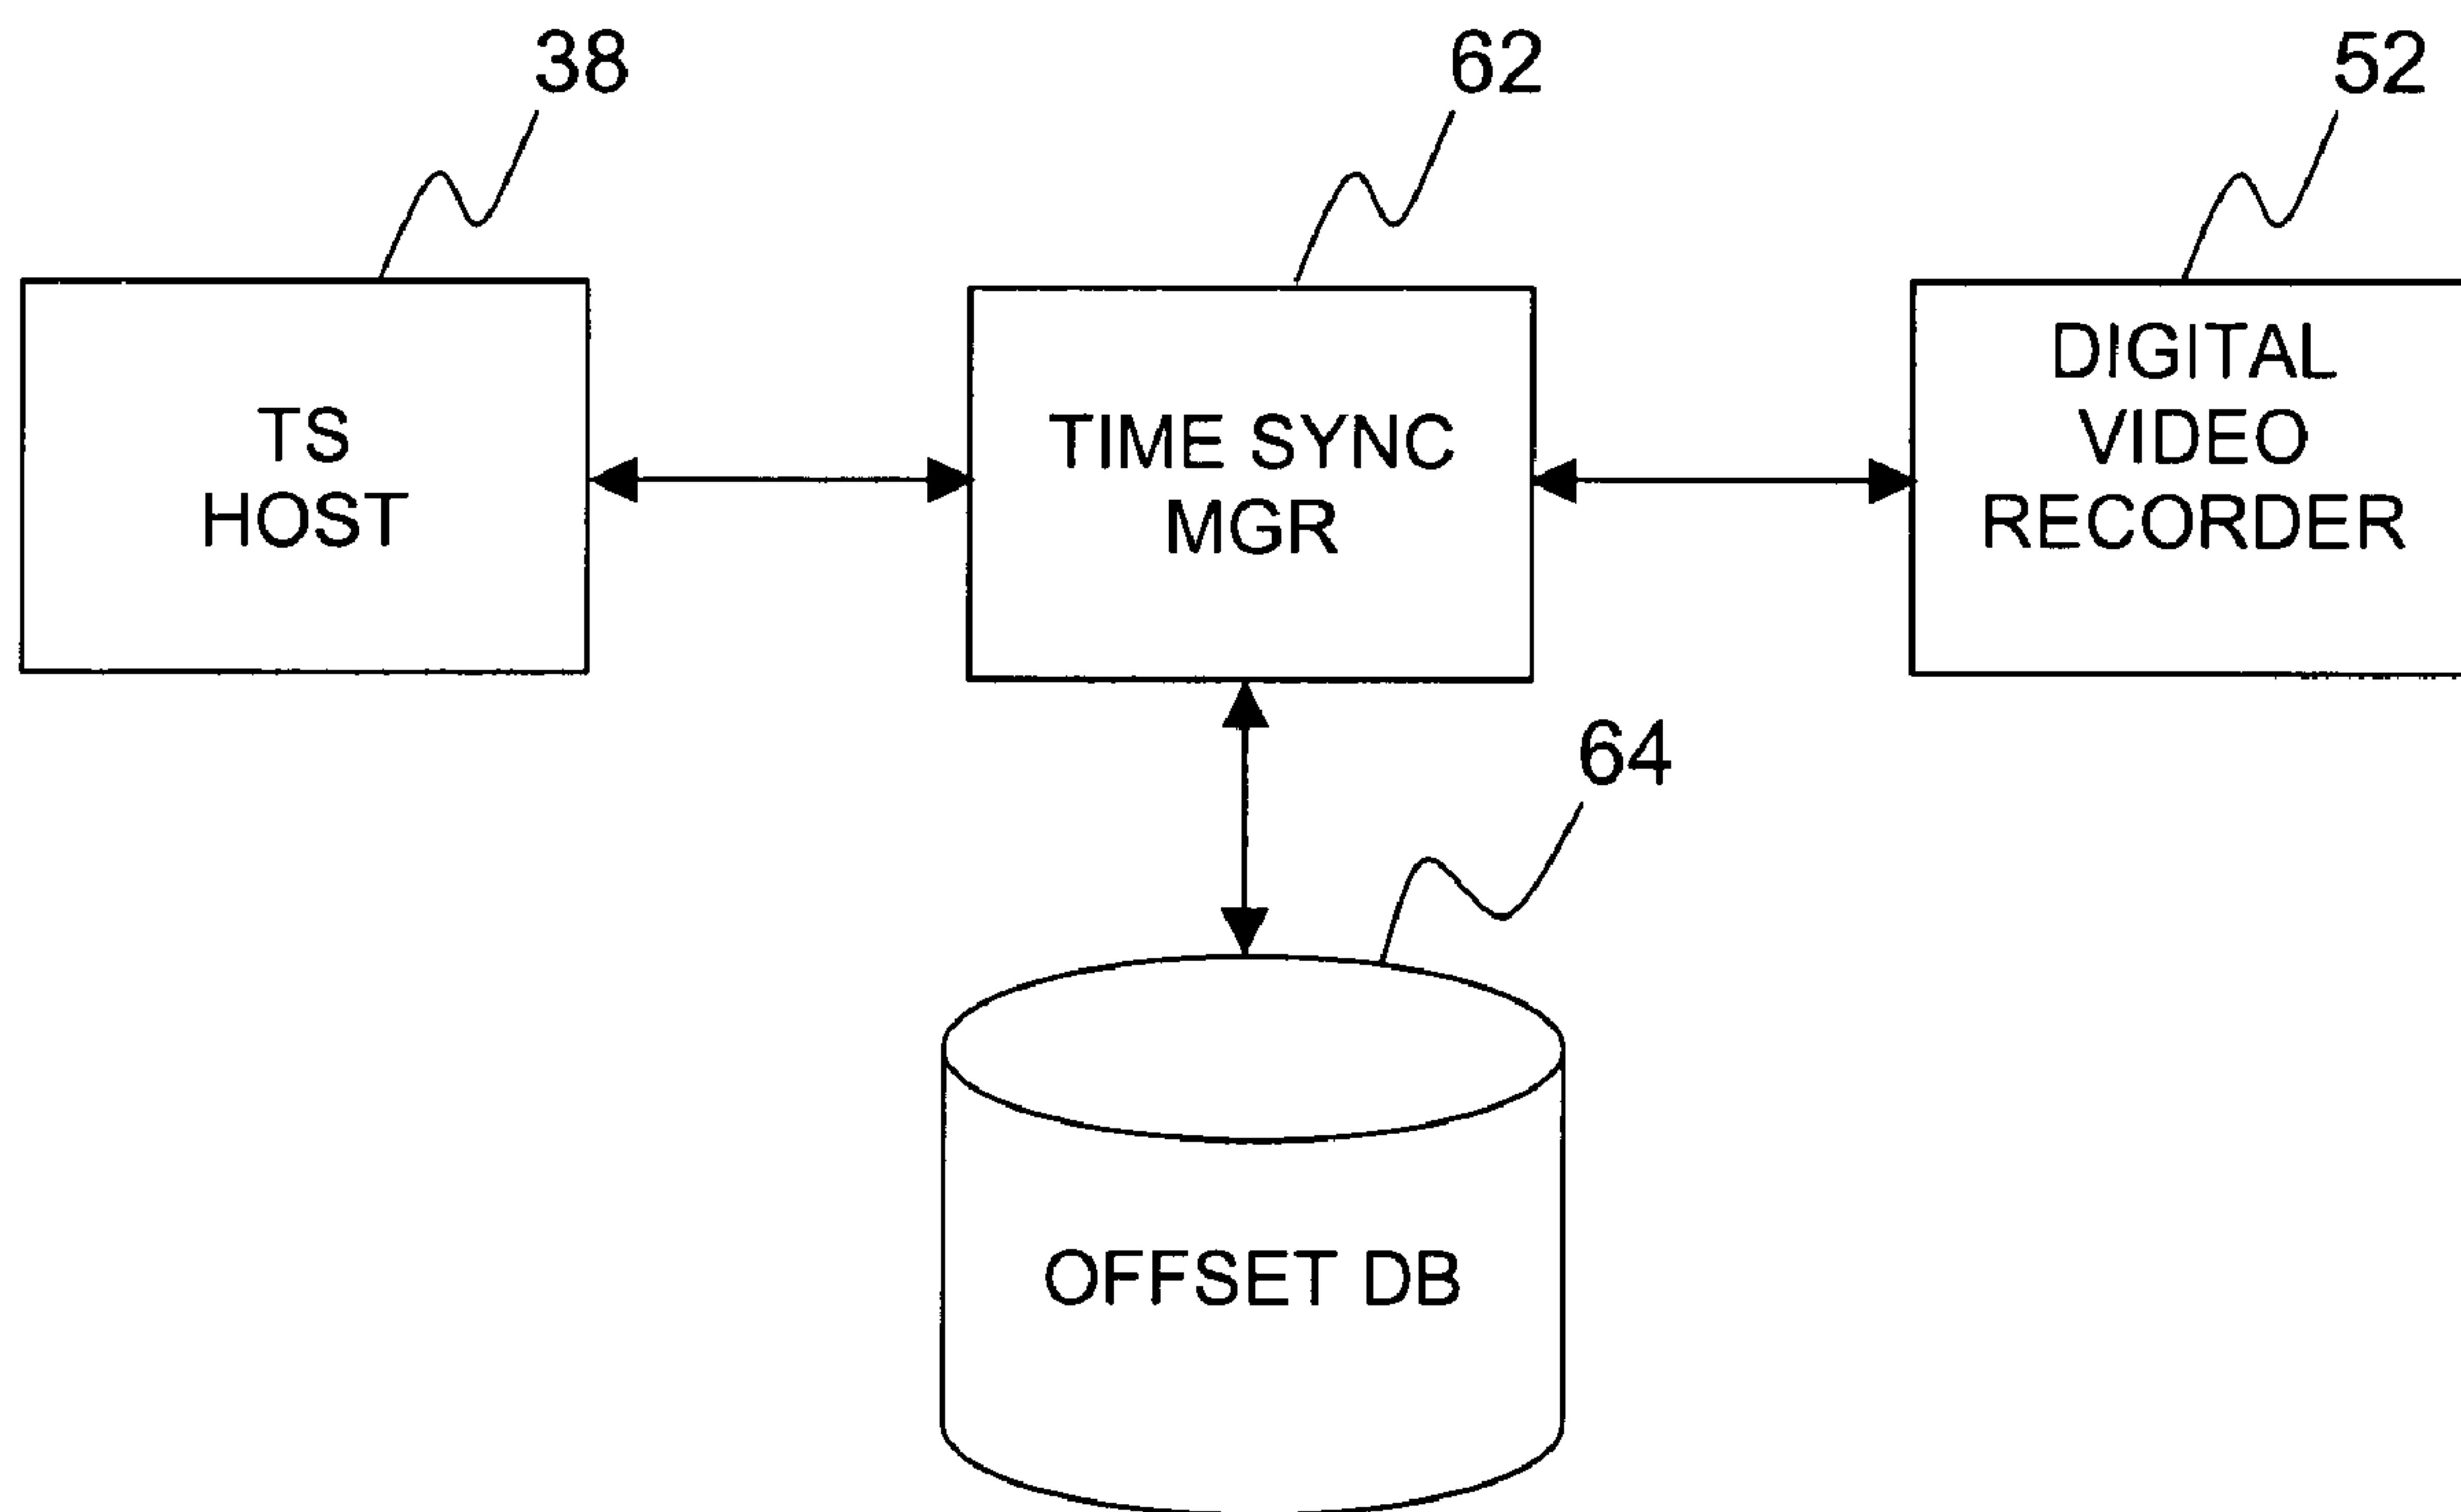 38
62
52
TS
HOST
TIME SYNC
MGR
DIGITAL
VIDEO
RECORDER
64
OFFSET DB